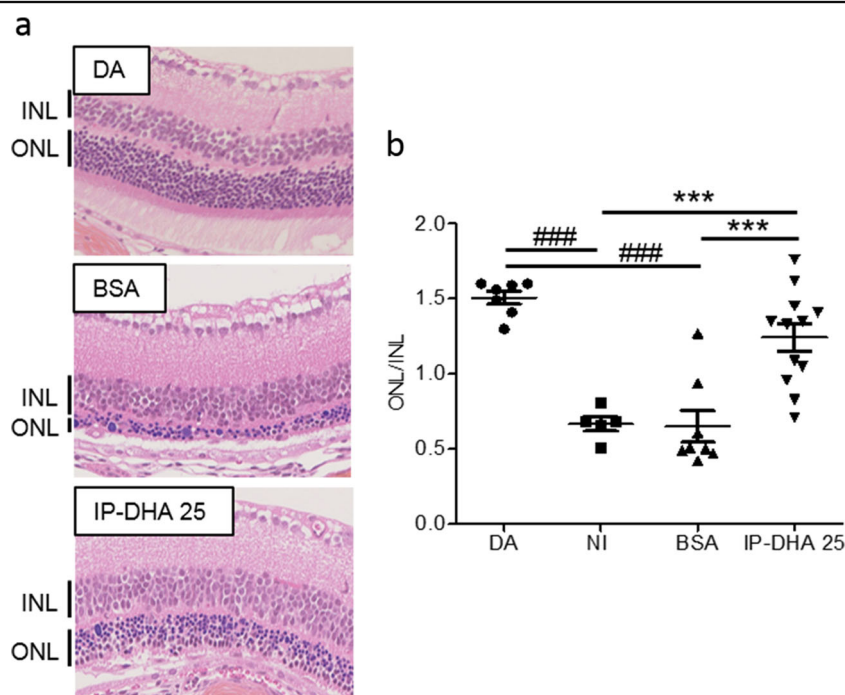 a
DA
INL
ONL
BSA
INL
ONL
IP-DHA 25
INL
ONL
b
***
***
###
###
2.0
1.5
1.0
0.5
0.0
ONL/INL
DA NI BSA IP-DHA 25